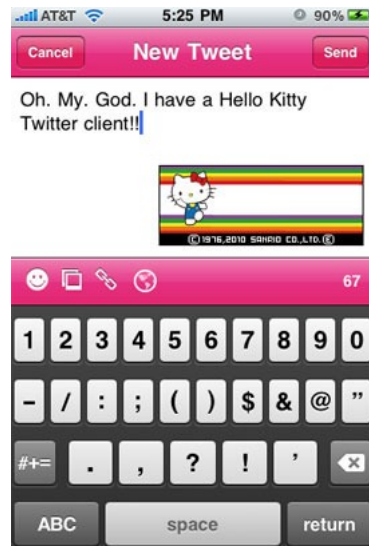 AT&T 5:25 PM 90%
Cancel New Tweet Send
Oh. My. God. I have a Hello Kitty
Twitter client!!
©1976,2010 SANRIO CO.,LTD.Ⓔ
67
1 2 3 4 5 6 7 8 9 0
- / : ; ( ) $ & @ ”
#+= . , ? ! ’
ABC space return